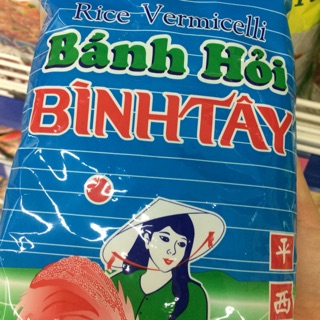 Rice Vermicelli
Bánh Hỏi
BÌNHTÂY
平
西